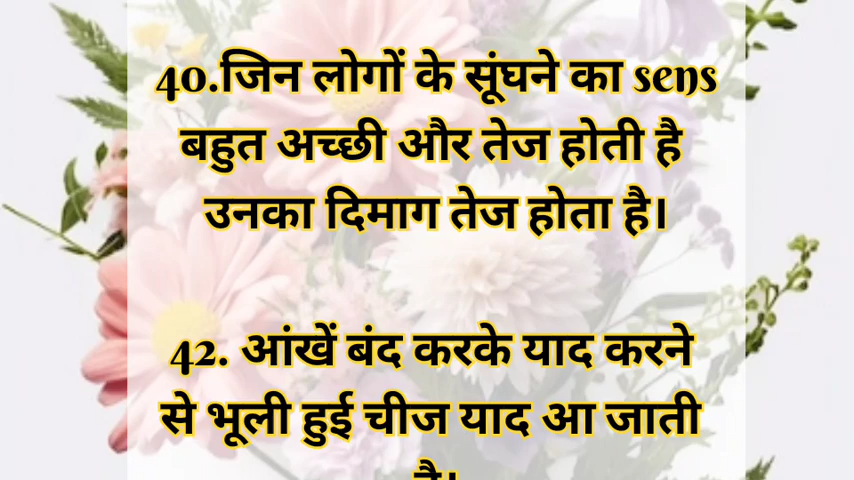 40.जिन लोगों के सूंघने का sens
बहुत अच्छी और तेज होती है
उनका दिमाग तेज होता है।
42. आंखें बंद करके याद करने
से भूली हुई चीज याद आ जाती
है।